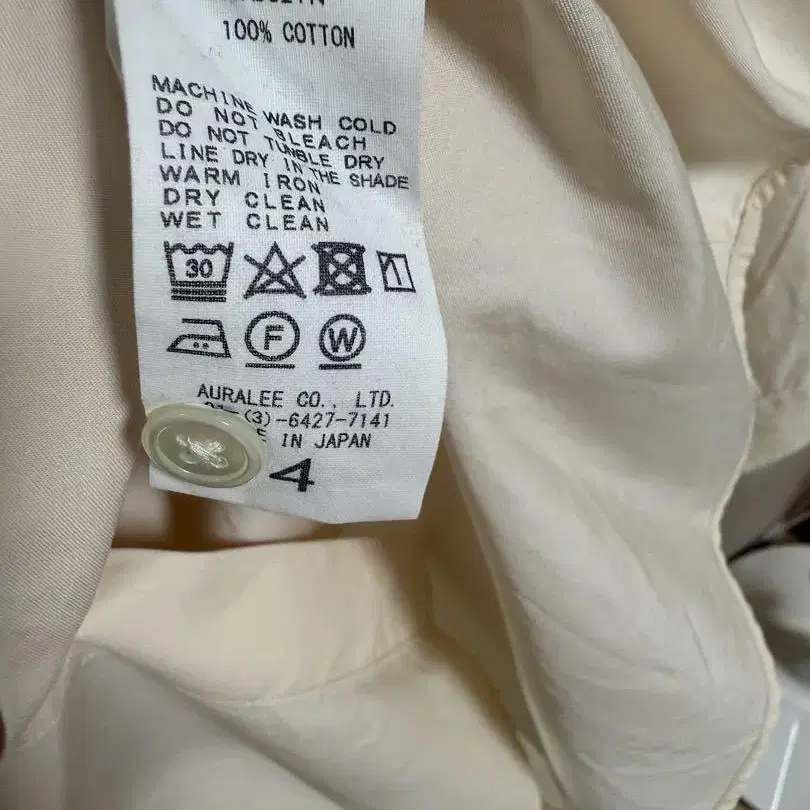 100% COTTON
MACHINE WASH COLD
DO NOT BLEACH
DO NOT TUMBLE DRY
LINE DRY IN THE SHADE
WARM IRON
DRY CLEAN
WET CLEAN
30
F W
AURALEE CO., LTD.
(3)-6427-7141
IN JAPAN
4